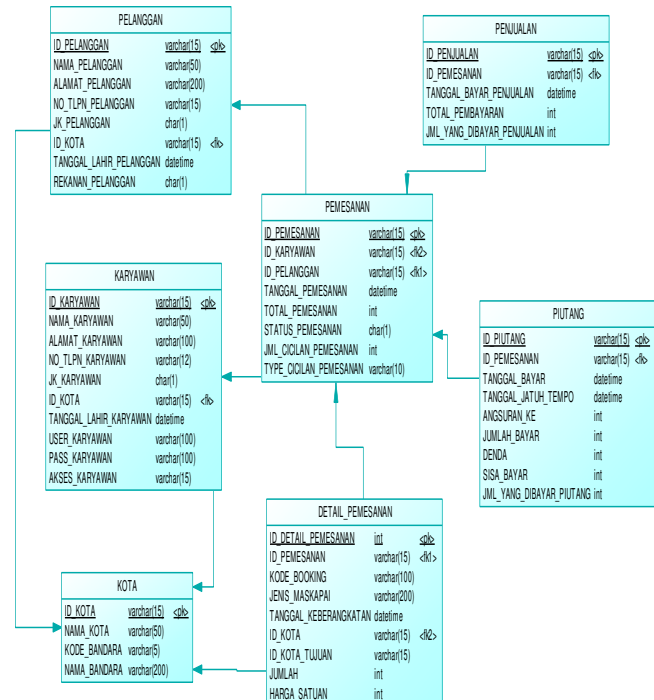 PELANGGAN
ID_PELANGGAN varchar(15) <pk>
NAMA_PELANGGAN varchar(50)
ALAMAT_PELANGGAN varchar(200)
NO_TLPN_PELANGGAN varchar(15)
JK_PELANGGAN char(1)
ID_KOTA varchar(15) <fk>
TANGGAL_LAHIR_PELANGGAN datetime
REKANAN_PELANGGAN char(1)
PENJUALAN
ID_PENJUALAN varchar(15) <pk>
ID_PEMESANAN varchar(15) <fk>
TANGGAL_BAYAR_PENJUALAN datetime
TOTAL_PEMBAYARAN int
JML_YANG_DIBAYAR_PENJUALAN int
PEMESANAN
ID_PEMESANAN varchar(15) <pk>
ID_KARYAWAN varchar(15) <fk2>
ID_PELANGGAN varchar(15) <fk1>
TANGGAL_PEMESANAN datetime
TOTAL_PEMESANAN int
STATUS_PEMESANAN char(1)
JML_CICILAN_PEMESANAN int
TYPE_CICILAN_PEMESANAN varchar(10)
KARYAWAN
ID_KARYAWAN varchar(15) <pk>
NAMA_KARYAWAN varchar(50)
ALAMAT_KARYAWAN varchar(100)
NO_TLPN_KARYAWAN varchar(12)
JK_KARYAWAN char(1)
ID_KOTA varchar(15) <fk>
TANGGAL_LAHIR_KARYAWAN datetime
USER_KARYAWAN varchar(100)
PASS_KARYAWAN varchar(100)
AKSES_KARYAWAN varchar(15)
PIUTANG
ID_PIUTANG varchar(15) <pk>
ID_PEMESANAN varchar(15) <fk>
TANGGAL_BAYAR datetime
TANGGAL_JATUH_TEMPO datetime
ANGSURAN_KE int
JUMLAH_BAYAR int
DENDA int
SISA_BAYAR int
JML_YANG_DIBAYAR_PIUTANG int
DETAIL_PEMESANAN
ID_DETAIL_PEMESANAN int <pk>
ID_PEMESANAN varchar(15) <fk1>
KODE_BOOKING varchar(100)
JENIS_MASKAPAI varchar(200)
TANGGAL_KEBERANGKATAN datetime
ID_KOTA varchar(15) <fk2>
ID_KOTA_TUJUAN varchar(15)
JUMLAH int
HARGA_SATUAN int
KOTA
ID_KOTA varchar(15) <pk>
NAMA_KOTA varchar(50)
KODE_BANDARA varchar(5)
NAMA_BANDARA varchar(200)